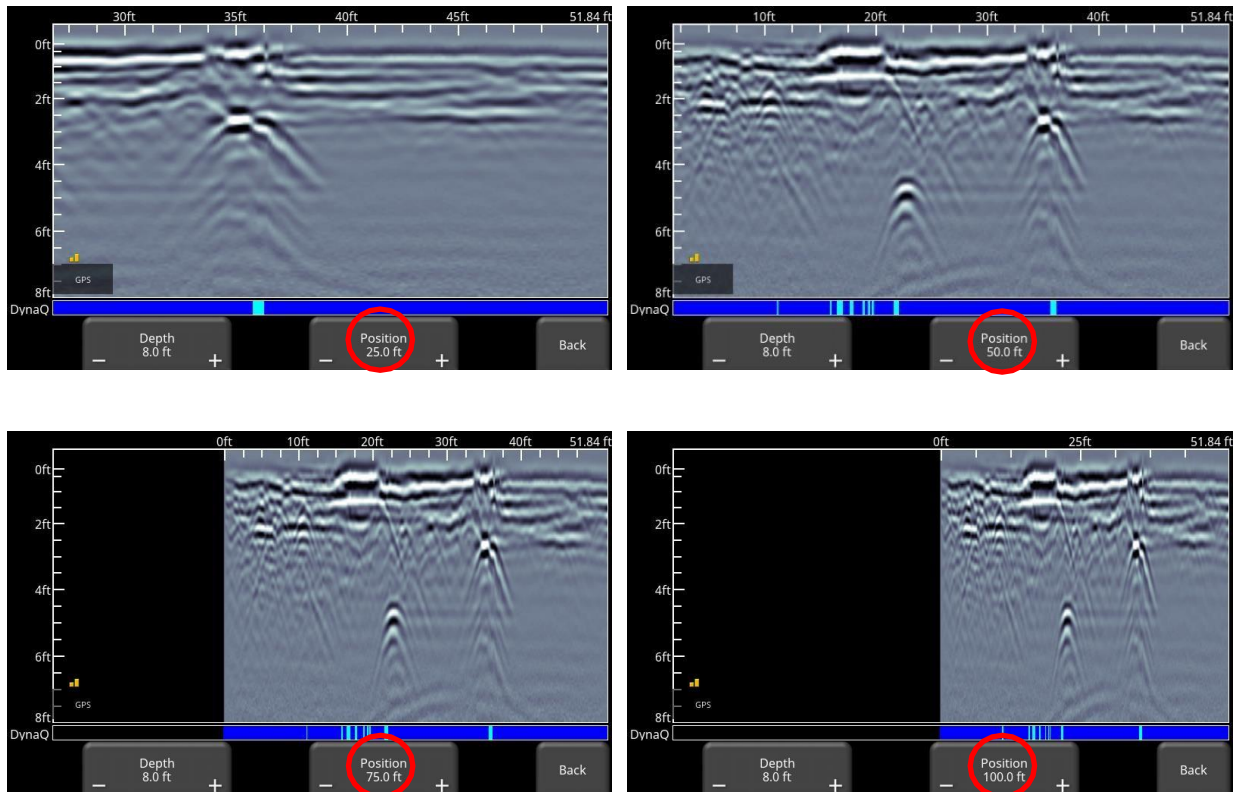 30ft 35ft 40ft 45ft 51.84 ft
0ft
2ft
4ft
6ft
GPS
8ft
DynaQ
Depth
8.0 ft
− +
Position
25.0 ft
− +
Back
10ft 20ft 30ft 40ft 51.84 ft
0ft
2ft
4ft
6ft
GPS
8ft
DynaQ
Depth
8.0 ft
− +
Position
50.0 ft
− +
Back
0ft 10ft 20ft 30ft 40ft 51.84 ft
0ft
2ft
4ft
6ft
GPS
8ft
DynaQ
Depth
8.0 ft
− +
Position
75.0 ft
− +
Back
0ft 25ft 51.84 ft
0ft
2ft
4ft
6ft
GPS
8ft
DynaQ
Depth
8.0 ft
− +
Position
100.0 ft
− +
Back